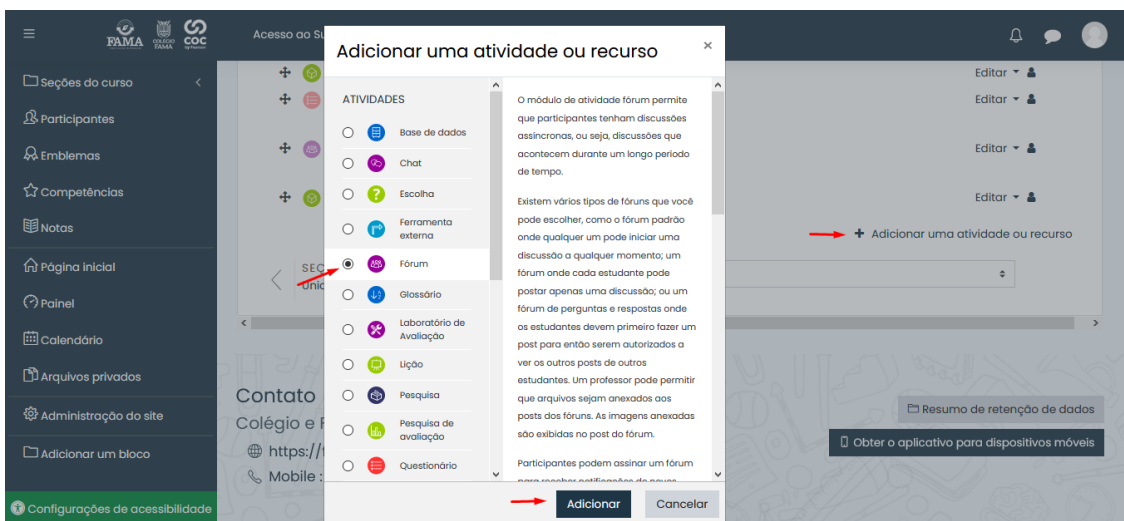 FAMA
COLÉGIO
FAMA
COC
Acesso ao Su
Seções do curso
Participantes
Emblemas
Competências
Notas
Página inicial
Painel
Calendário
Arquivos privados
Administração do site
Adicionar um bloco
Configurações de acessibilidade
Adicionar uma atividade ou recurso
×
ATIVIDADES
Base de dados
Chat
Escolha
Ferramenta
externa
Fórum
Glossário
Laboratório de
Avaliação
Lição
Pesquisa
Pesquisa de
avaliação
Questionário
O módulo de atividade fórum permite
que participantes tenham discussões
assíncronas, ou seja, discussões que
acontecem durante um longo período
de tempo.
Existem vários tipos de fóruns que você
pode escolher, como o fórum padrão
onde qualquer um pode iniciar uma
discussão a qualquer momento; um
fórum onde cada estudante pode
postar apenas uma discussão; ou um
fórum de perguntas e respostas onde
os estudantes devem primeiro fazer um
post para então serem autorizados a
ver os outros posts de outros
estudantes. Um professor pode permitir
que arquivos sejam anexados aos
posts dos fóruns. As imagens anexadas
são exibidas no post do fórum.
Participantes podem assinar um fórum
para receber notificações de novos
Adicionar
Cancelar
Editar
Editar
Editar
Editar
+ Adicionar uma atividade ou recurso
SEÇ
Unic
Contato
Colégio e F
https://f
Mobile :
Resumo de retenção de dados
Obter o aplicativo para dispositivos móveis